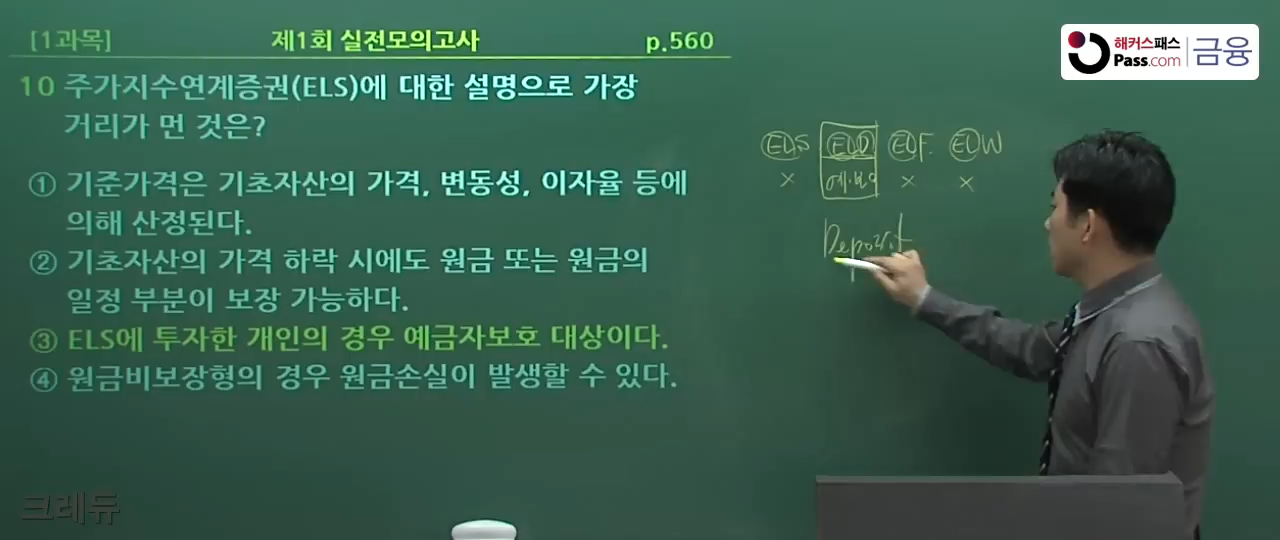 [1과목] 제1회 실전모의고사 p.560
해커스패스 금융
Pass.com
10 주가지수연계증권(ELS)에 대한 설명으로 가장
거리가 먼 것은?
① 기준가격은 기초자산의 가격, 변동성, 이자율 등에
의해 산정된다.
② 기초자산의 가격 하락 시에도 원금 또는 원금의
일정 부분이 보장 가능하다.
③ ELS에 투자한 개인의 경우 예금자보호 대상이다.
④ 원금비보장형의 경우 원금손실이 발생할 수 있다.
ELS ELD ELF. ELW
× 예·보 × ×
Deposit
크레듀